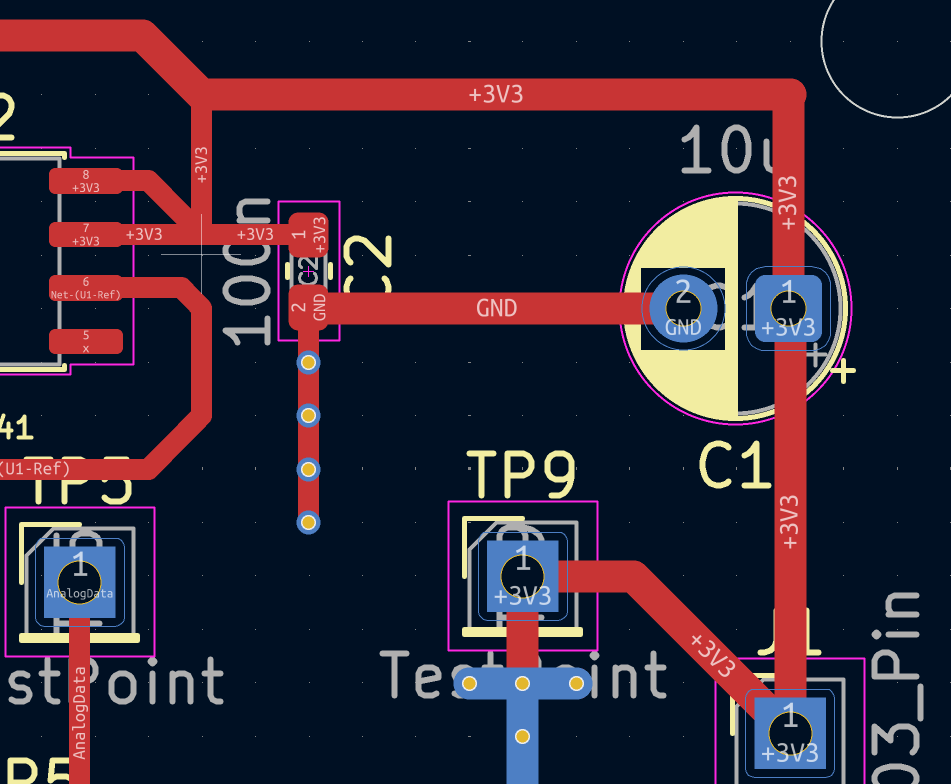 +3V3
2
10u
+3V3
+3V3
8
+3V3
7
+3V3
+3V3
+3V3
1
+3V3
100n
C2
C2
6
Net-(U1-Ref)
2
GND
GND
2
GND
1
+3V3
5
x
+
+
41
C1
(U1-Ref)
TP5
TP9
+3V3
1
AnalogData
1
+3V3
J1
+3V3
stPoint
TestPoint
AnalogData
1
+3V3
03_Pin